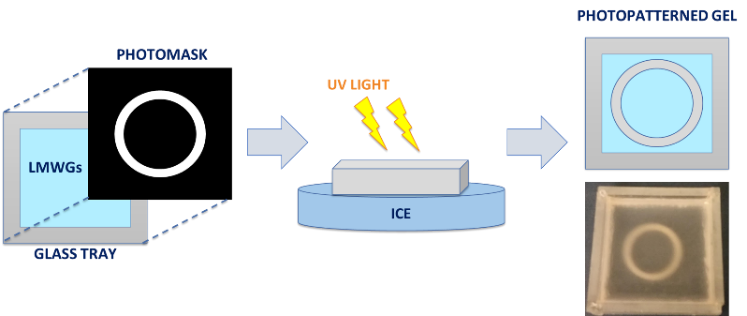 PHOTOPATTERNED GEL
PHOTOMASK
UV LIGHT
LMWGs
ICE
GLASS TRAY